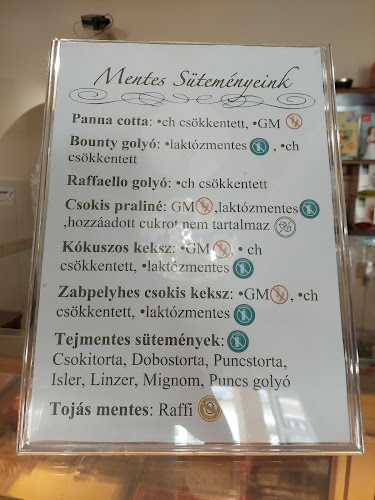 Mentes Süteményeink
Panna cotta: •ch csökkentett, •GM
Bounty golyó: •laktózmentes , •ch
csökkentett
Raffaello golyó: •ch csökkentett
Csokis praliné: GM ,laktózmentes
,hozzáadott cukrot nem tartalmaz
Kókuszos keksz: •GM , • ch
csökkentett, •laktózmentes
Zabpelyhes csokis keksz: •GM , •ch
csökkentett, •laktózmentes
Tejmentes sütemények:
Csokitorta, Dobostorta, Puncstorta,
Isler, Linzer, Mignom, Puncs golyó
Tojás mentes: Raffi